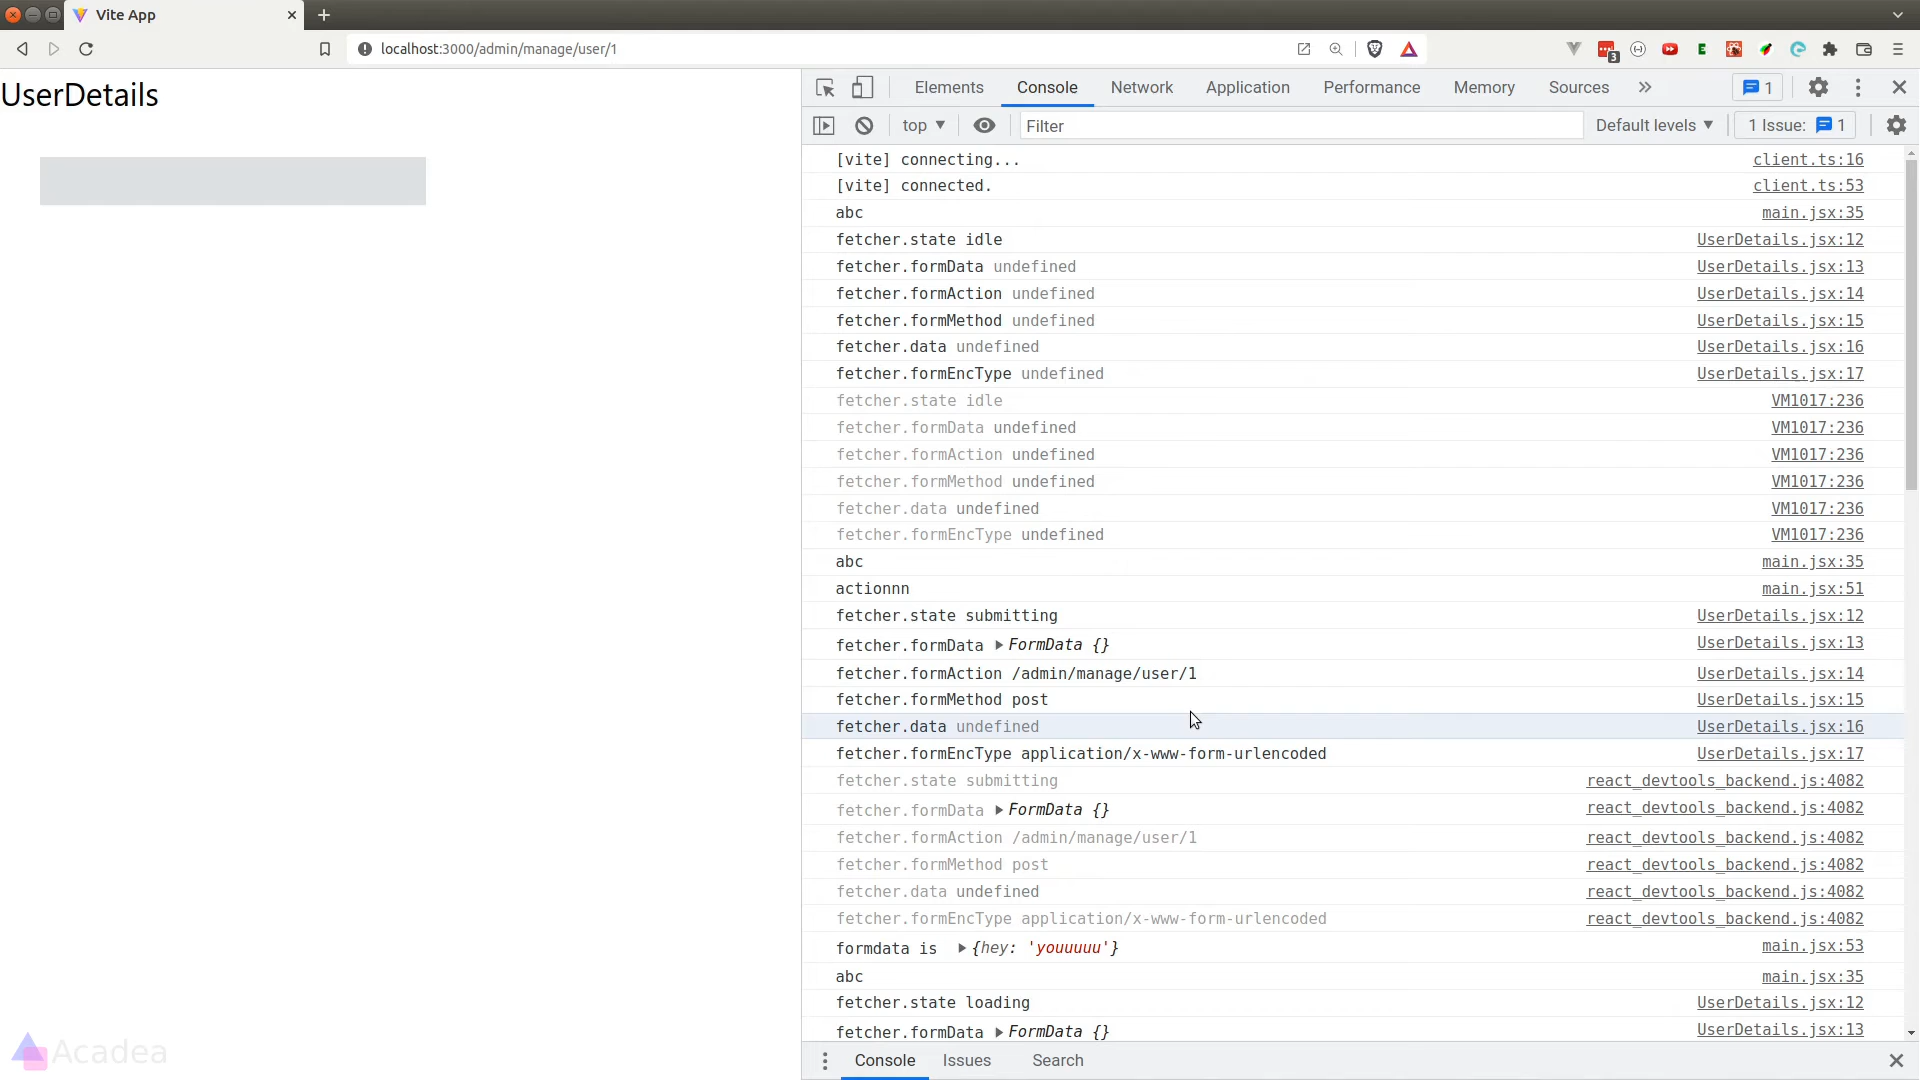 Vite App
localhost:3000/admin/manage/user/1
3
UserDetails
Elements Console Network Application Performance Memory Sources 1
top Filter Default levels 1 Issue: 1
[vite] connecting... client.ts:16
[vite] connected. client.ts:53
abc main.jsx:35
fetcher.state idle UserDetails.jsx:12
fetcher.formData undefined UserDetails.jsx:13
fetcher.formAction undefined UserDetails.jsx:14
fetcher.formMethod undefined UserDetails.jsx:15
fetcher.data undefined UserDetails.jsx:16
fetcher.formEncType undefined UserDetails.jsx:17
fetcher.state idle VM1017:236
fetcher.formData undefined VM1017:236
fetcher.formAction undefined VM1017:236
fetcher.formMethod undefined VM1017:236
fetcher.data undefined VM1017:236
fetcher.formEncType undefined VM1017:236
abc main.jsx:35
actionnn main.jsx:51
fetcher.state submitting UserDetails.jsx:12
fetcher.formData FormData {} UserDetails.jsx:13
fetcher.formAction /admin/manage/user/1 UserDetails.jsx:14
fetcher.formMethod post UserDetails.jsx:15
fetcher.data undefined UserDetails.jsx:16
fetcher.formEncType application/x-www-form-urlencoded UserDetails.jsx:17
fetcher.state submitting react_devtools_backend.js:4082
fetcher.formData FormData {} react_devtools_backend.js:4082
fetcher.formAction /admin/manage/user/1 react_devtools_backend.js:4082
fetcher.formMethod post react_devtools_backend.js:4082
fetcher.data undefined react_devtools_backend.js:4082
fetcher.formEncType application/x-www-form-urlencoded react_devtools_backend.js:4082
formdata is {hey: 'youuuuu'} main.jsx:53
abc main.jsx:35
fetcher.state loading UserDetails.jsx:12
fetcher.formData FormData {} UserDetails.jsx:13
Console Issues Search
Acadea